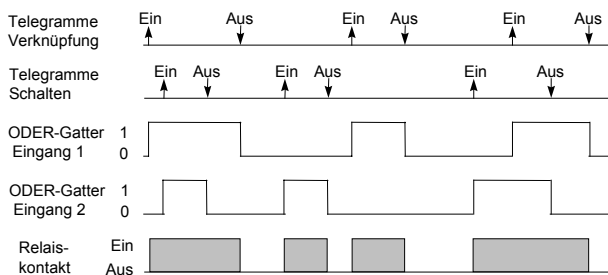 Telegramme Verknüpfung
Ein Aus Ein Aus Ein Aus
Telegramme Schalten
Ein Aus Ein Aus Ein Aus
ODER-Gatter Eingang 1
1
0
ODER-Gatter Eingang 2
1
0
Relais-
kontakt
Ein
Aus